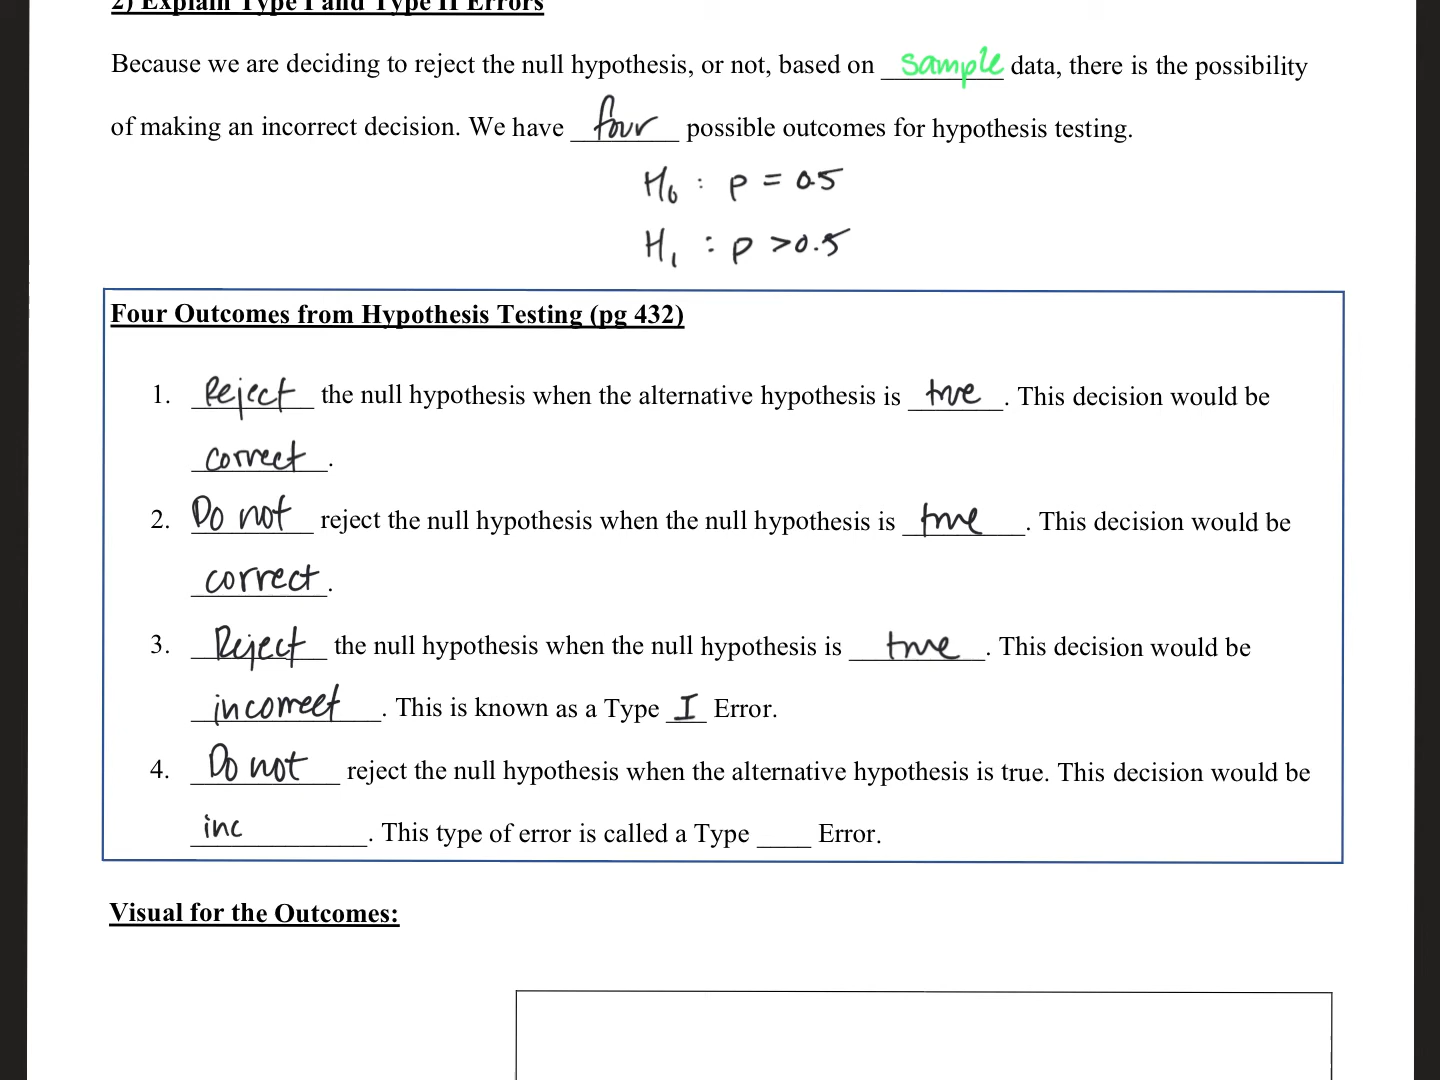 2) Explain Type I and Type II Errors
Because we are deciding to reject the null hypothesis, or not, based on sample data, there is the possibility
of making an incorrect decision. We have four possible outcomes for hypothesis testing.
H₀ : p = 0.5
H₁ : p > 0.5
Four Outcomes from Hypothesis Testing (pg 432)
1. Reject the null hypothesis when the alternative hypothesis is true. This decision would be
correct.
2. Do not reject the null hypothesis when the null hypothesis is true. This decision would be
correct.
3. Reject the null hypothesis when the null hypothesis is true. This decision would be
incorrect. This is known as a Type I Error.
4. Do not reject the null hypothesis when the alternative hypothesis is true. This decision would be
inc____. This type of error is called a Type ____ Error.
Visual for the Outcomes: